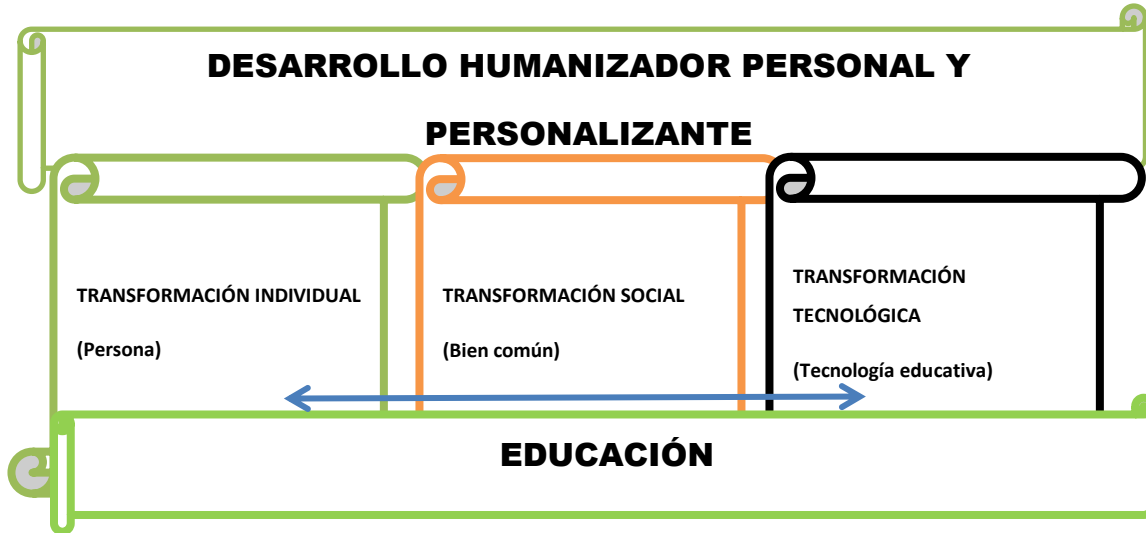 DESARROLLO HUMANIZADOR PERSONAL Y
PERSONALIZANTE
TRANSFORMACIÓN INDIVIDUAL
(Persona)
TRANSFORMACIÓN SOCIAL
(Bien común)
TRANSFORMACIÓN
TECNOLÓGICA
(Tecnología educativa)
EDUCACIÓN